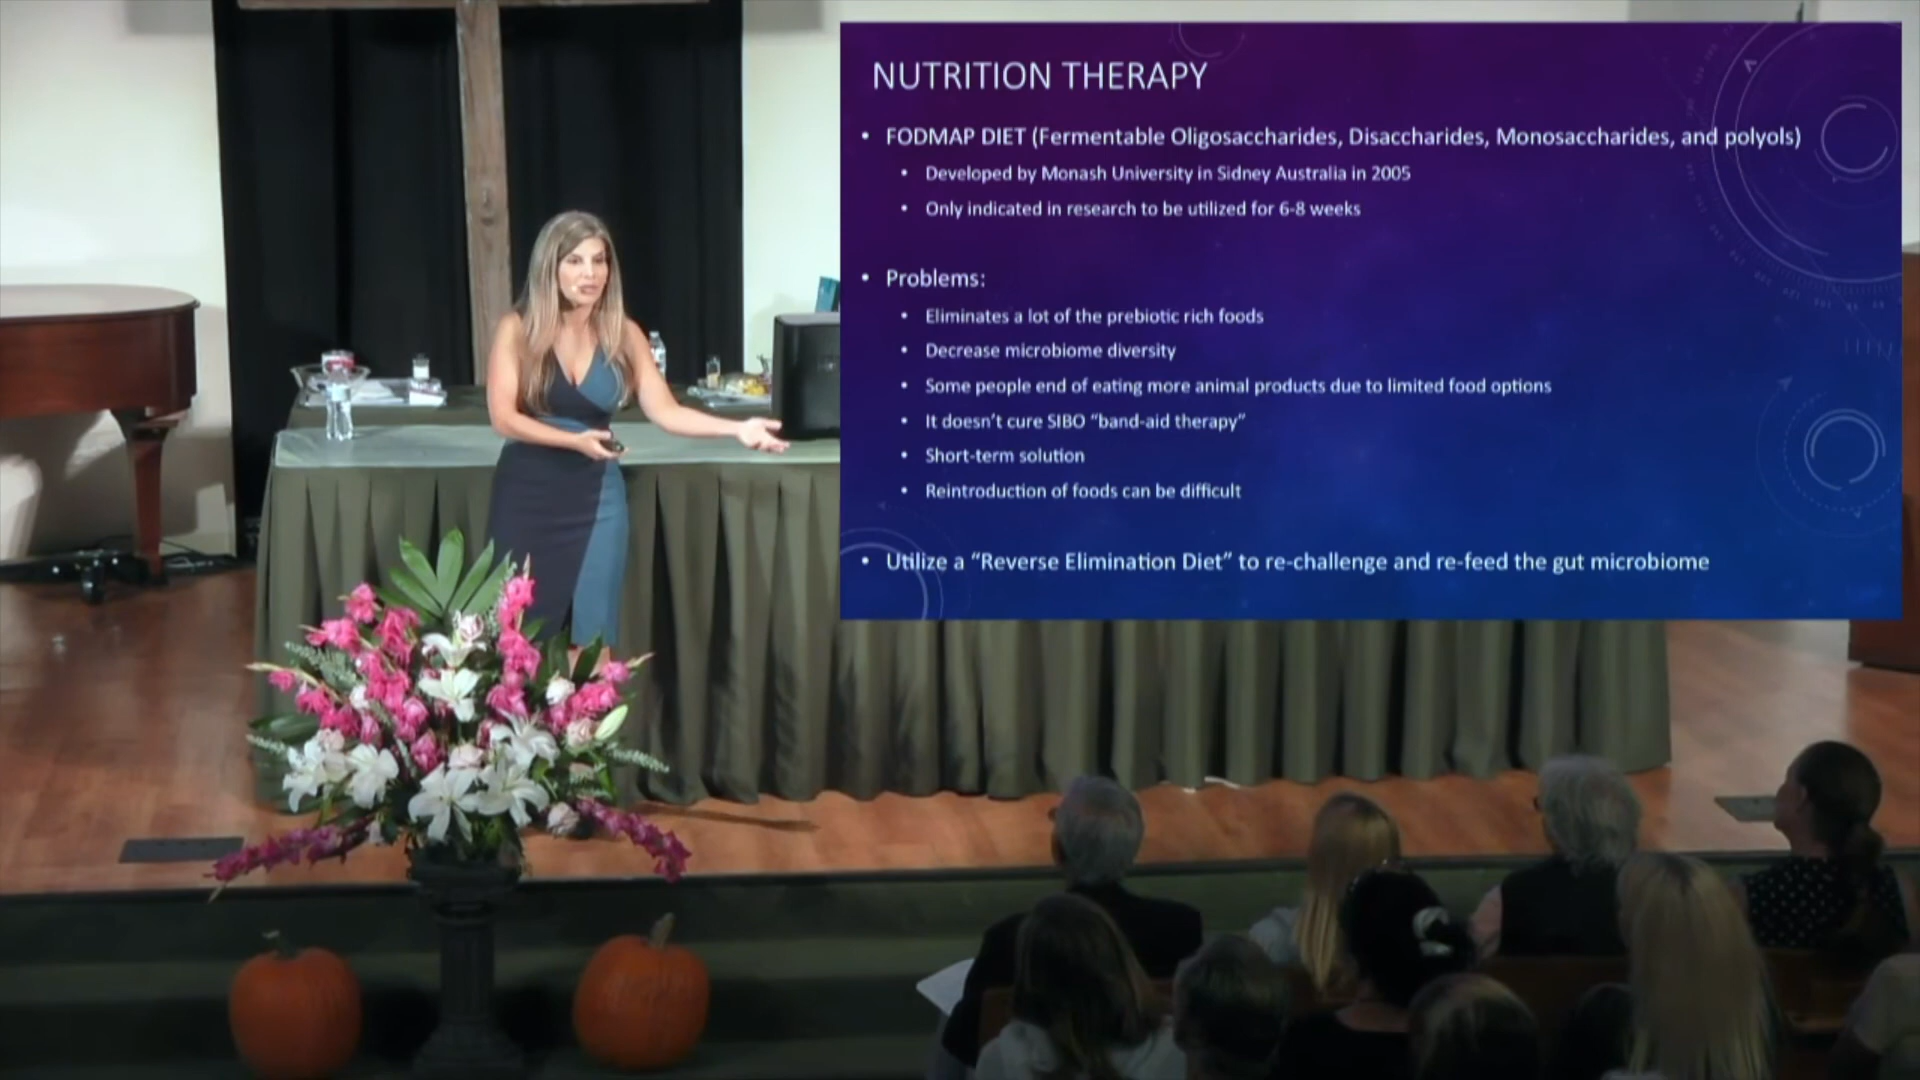 NUTRITION THERAPY
• FODMAP DIET (Fermentable Oligosaccharides, Disaccharides, Monosaccharides, and polyols)
• Developed by Monash University in Sidney Australia in 2005
• Only indicated in research to be utilized for 6-8 weeks
• Problems:
• Eliminates a lot of the prebiotic rich foods
• Decrease microbiome diversity
• Some people end of eating more animal products due to limited food options
• It doesn't cure SIBO "band-aid therapy"
• Short-term solution
• Reintroduction of foods can be difficult
• Utilize a "Reverse Elimination Diet" to re-challenge and re-feed the gut microbiome